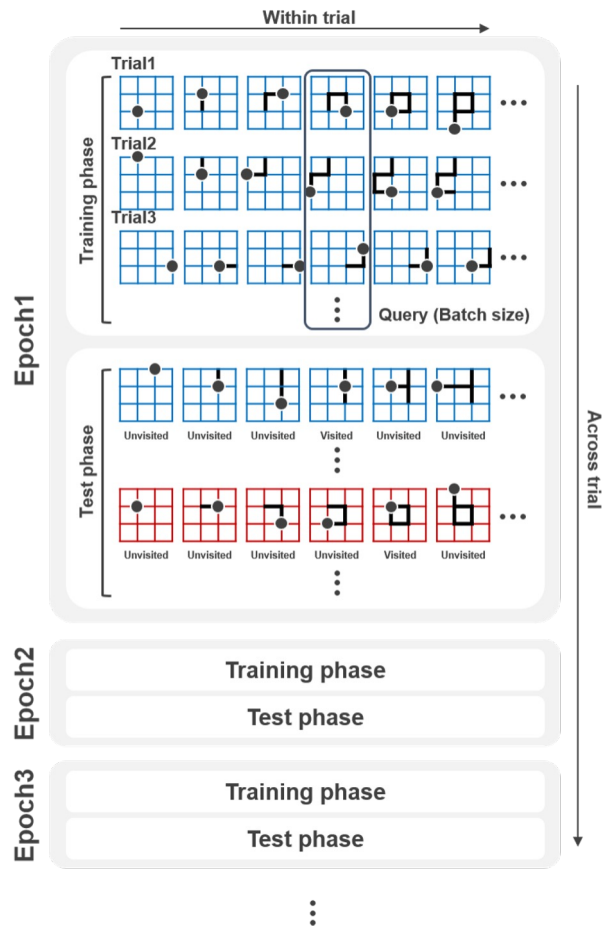 Within trial
Epoch1
Training phase
Trial1
Trial2
Trial3
Query (Batch size)
Test phase
Unvisited Unvisited Unvisited Visited Unvisited Unvisited
Unvisited Unvisited Unvisited Unvisited Visited Unvisited
Across trial
Epoch2
Training phase
Test phase
Epoch3
Training phase
Test phase